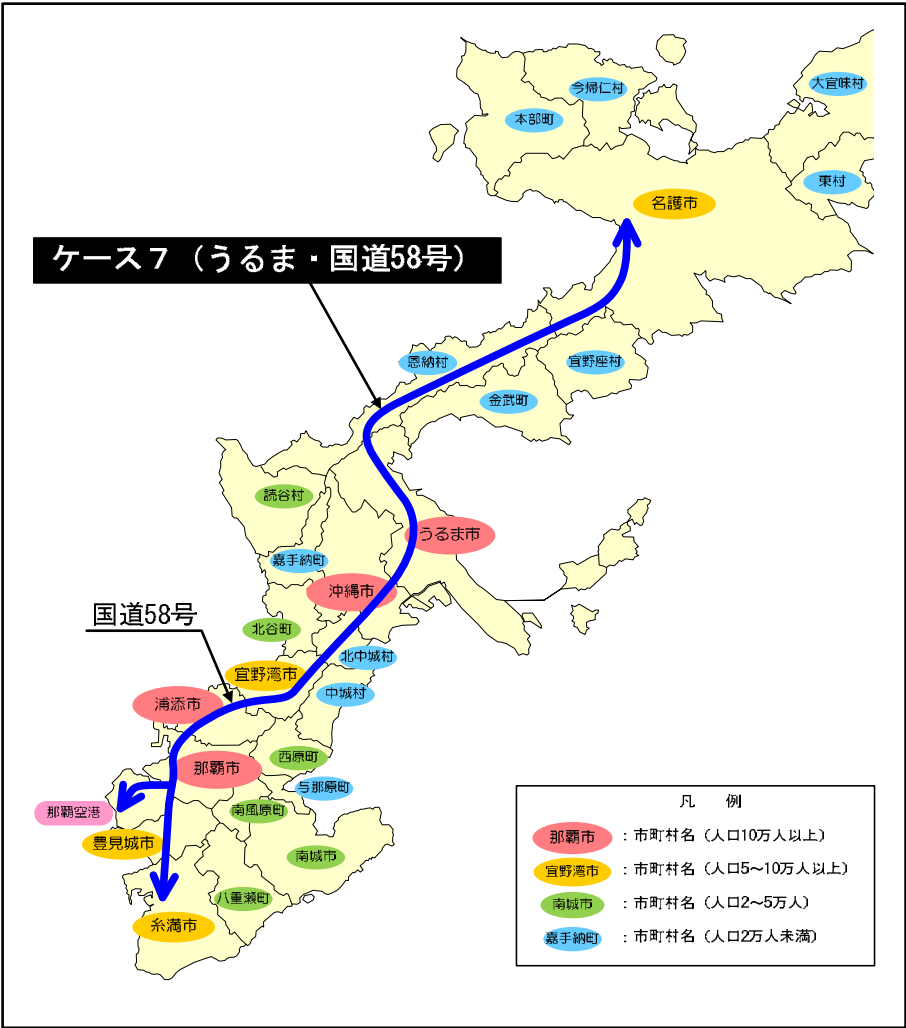 今帰仁村
大宜味村
本部町
東村
名護市
ケース7（うるま・国道58号）
恩納村
宜野座村
金武町
読谷村
うるま市
嘉手納町
沖縄市
国道58号
北谷町
北中城村
宜野湾市
中城村
浦添市
西原町
那覇市
与那原町
那覇空港
南風原町
豊見城市
南城市
八重瀬町
糸満市
凡　例
那覇市：市町村名（人口10万人以上）
宜野湾市：市町村名（人口5～10万人以上）
南城市：市町村名（人口2～5万人）
嘉手納町：市町村名（人口2万人未満）